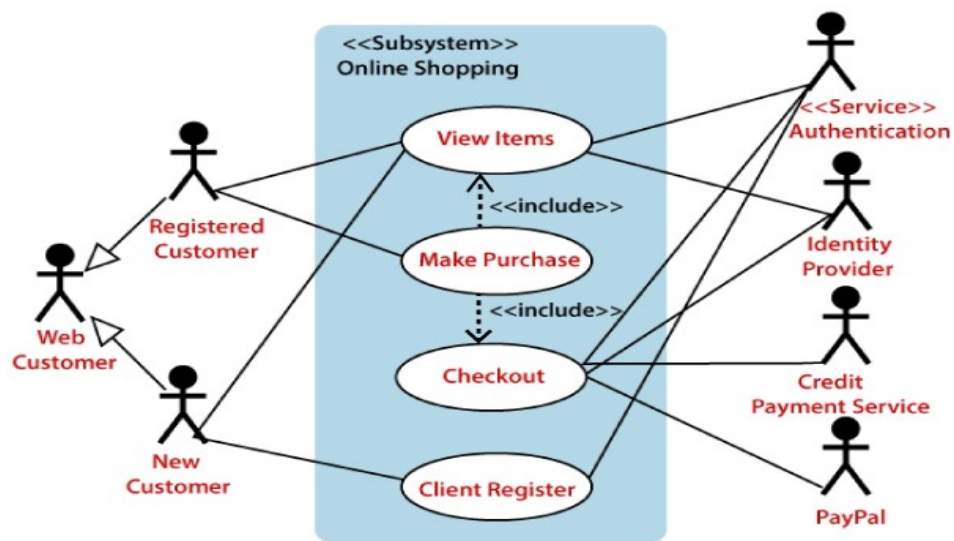 <<Subsystem>>
Online Shopping
View Items
<<include>>
Make Purchase
<<include>>
Checkout
Client Register
Registered
Customer
Web
Customer
New
Customer
<<Service>>
Authentication
Identity
Provider
Credit
Payment Service
PayPal